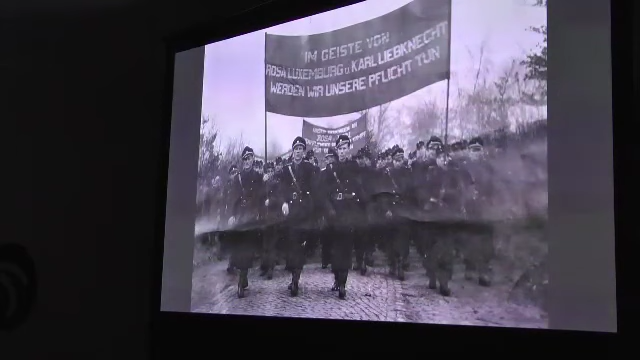 IM GEISTE VON
ROSA LUXEMBURG u. KARL LIEBKNECHT
WERDEN WIR UNSERE PFLICHT TUN